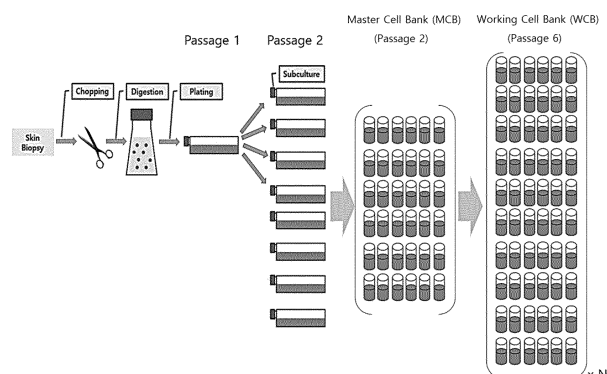 Master Cell Bank (MCB)
(Passage 2)
Working Cell Bank (WCB)
(Passage 6)
Passage 1
Passage 2
Subculture
Chopping
Digestion
Plating
Skin
Biopsy
x N